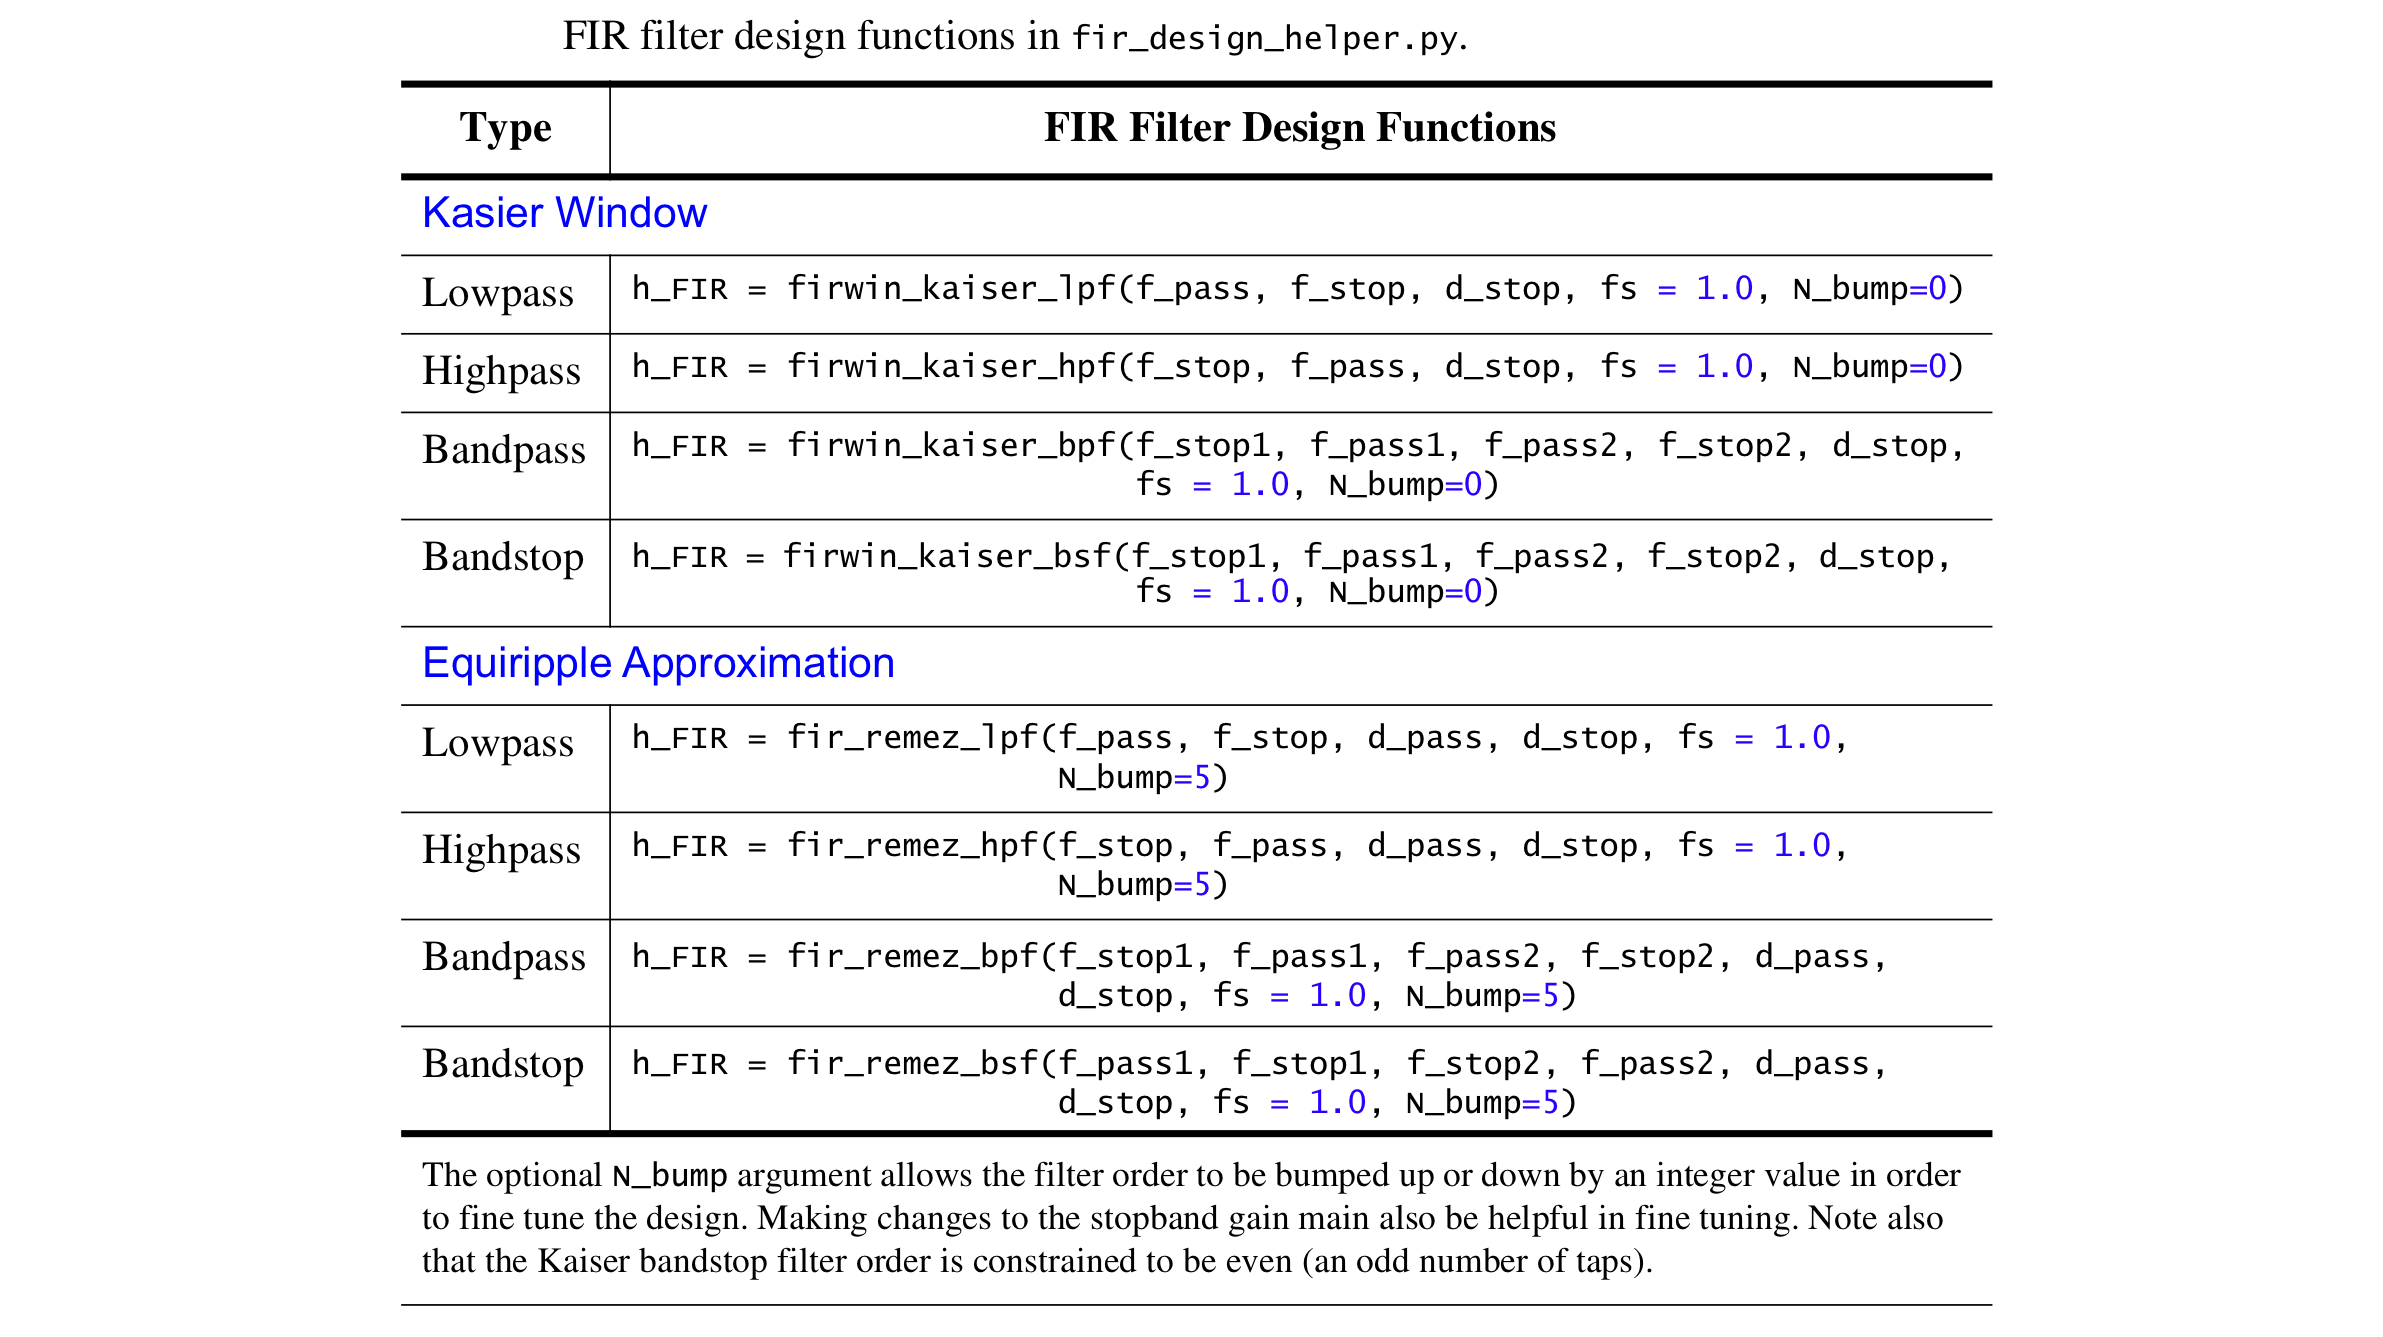 FIR filter design functions in fir_design_helper.py.
Type FIR Filter Design Functions
Kasier Window
Lowpass h_FIR = firwin_kaiser_lpf(f_pass, f_stop, d_stop, fs = 1.0, N_bump=0)
Highpass h_FIR = firwin_kaiser_hpf(f_stop, f_pass, d_stop, fs = 1.0, N_bump=0)
Bandpass h_FIR = firwin_kaiser_bpf(f_stop1, f_pass1, f_pass2, f_stop2, d_stop,
fs = 1.0, N_bump=0)
Bandstop h_FIR = firwin_kaiser_bsf(f_stop1, f_pass1, f_pass2, f_stop2, d_stop,
fs = 1.0, N_bump=0)
Equiripple Approximation
Lowpass h_FIR = fir_remez_lpf(f_pass, f_stop, d_pass, d_stop, fs = 1.0,
N_bump=5)
Highpass h_FIR = fir_remez_hpf(f_stop, f_pass, d_pass, d_stop, fs = 1.0,
N_bump=5)
Bandpass h_FIR = fir_remez_bpf(f_stop1, f_pass1, f_pass2, f_stop2, d_pass,
d_stop, fs = 1.0, N_bump=5)
Bandstop h_FIR = fir_remez_bsf(f_pass1, f_stop1, f_stop2, f_pass2, d_pass,
d_stop, fs = 1.0, N_bump=5)
The optional N_bump argument allows the filter order to be bumped up or down by an integer value in order
to fine tune the design. Making changes to the stopband gain main also be helpful in fine tuning. Note also
that the Kaiser bandstop filter order is constrained to be even (an odd number of taps).